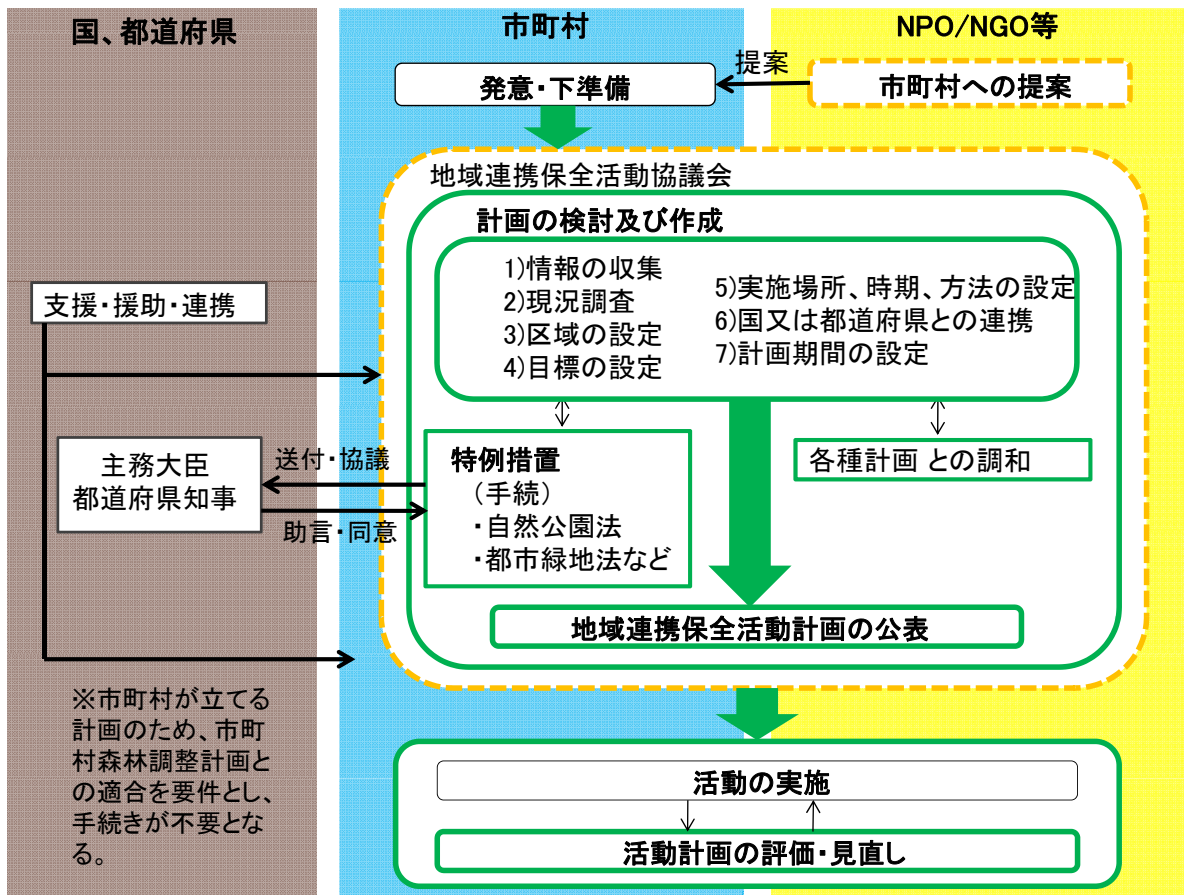 国、都道府県
市町村
NPO/NGO等
発意・下準備
提案
市町村への提案
地域連携保全活動協議会
計画の検討及び作成
1)情報の収集
2)現況調査
3)区域の設定
4)目標の設定
5)実施場所、時期、方法の設定
6)国又は都道府県との連携
7)計画期間の設定
支援・援助・連携
主務大臣
都道府県知事
送付・協議
助言・同意
特例措置
(手続)
・自然公園法
・都市緑地法など
各種計画 との調和
地域連携保全活動計画の公表
※市町村が立てる
計画のため、市町
村森林調整計画と
の適合を要件とし、
手続きが不要とな
る。
活動の実施
活動計画の評価・見直し